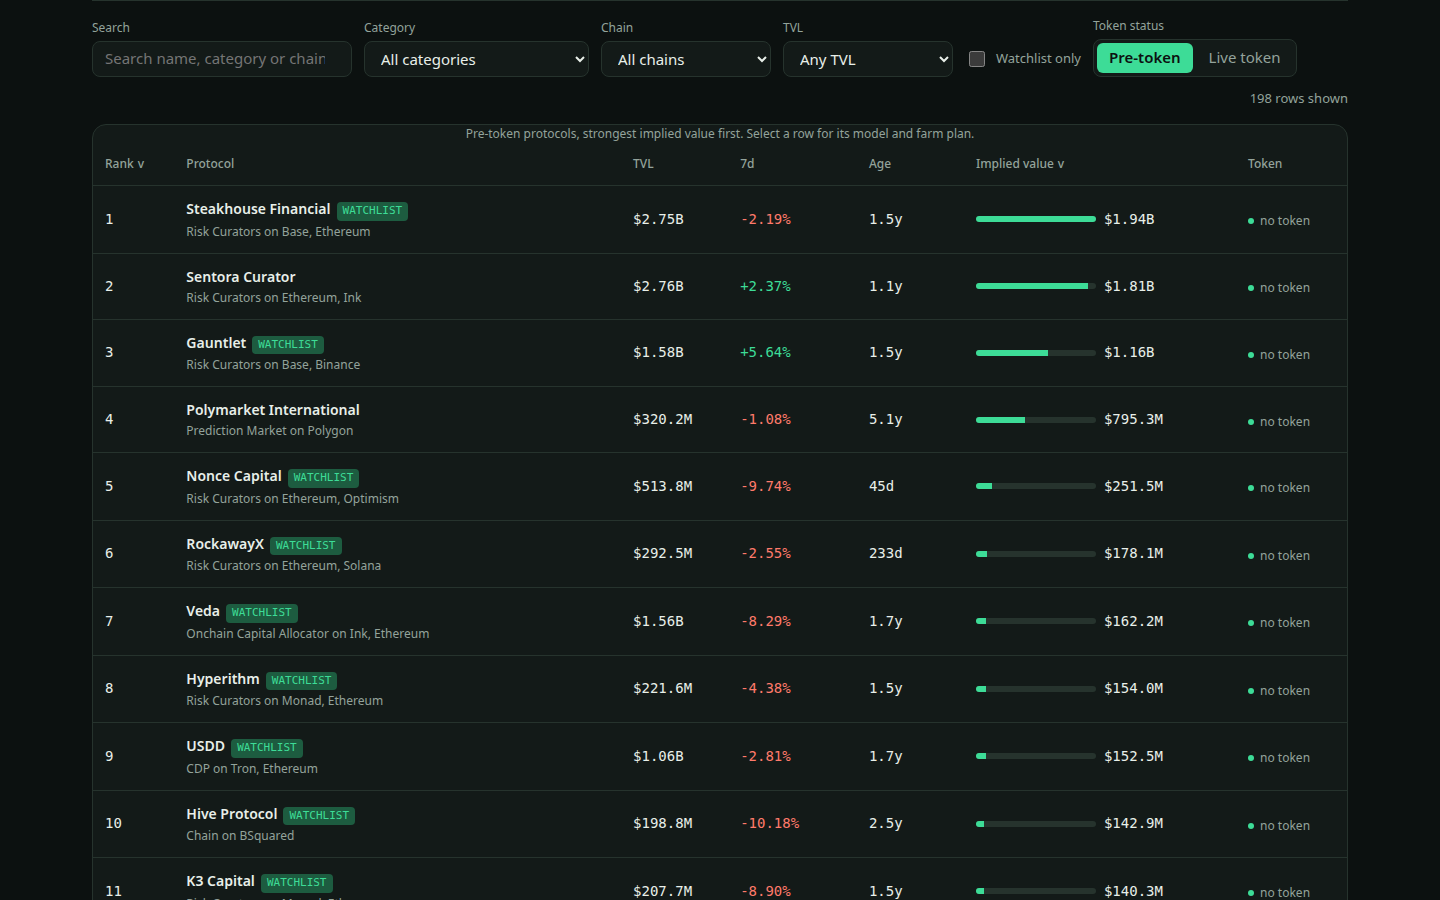 Search
Category
Chain
TVL
Token status
Search name, category or chain
All categories
All chains
Any TVL
Watchlist only
Pre-token
Live token
198 rows shown
Pre-token protocols, strongest implied value first. Select a row for its model and farm plan.
Rank v Protocol TVL 7d Age Implied value v Token
1 Steakhouse Financial WATCHLIST $2.75B -2.19% 1.5y $1.94B no token
Risk Curators on Base, Ethereum
2 Sentora Curator $2.76B +2.37% 1.1y $1.81B no token
Risk Curators on Ethereum, Ink
3 Gauntlet WATCHLIST $1.58B +5.64% 1.5y $1.16B no token
Risk Curators on Base, Binance
4 Polymarket International $320.2M -1.08% 5.1y $795.3M no token
Prediction Market on Polygon
5 Nonce Capital WATCHLIST $513.8M -9.74% 45d $251.5M no token
Risk Curators on Ethereum, Optimism
6 RockawayX WATCHLIST $292.5M -2.55% 233d $178.1M no token
Risk Curators on Ethereum, Solana
7 Veda WATCHLIST $1.56B -8.29% 1.7y $162.2M no token
Onchain Capital Allocator on Ink, Ethereum
8 Hyperithm WATCHLIST $221.6M -4.38% 1.5y $154.0M no token
Risk Curators on Monad, Ethereum
9 USDD WATCHLIST $1.06B -2.81% 1.7y $152.5M no token
CDP on Tron, Ethereum
10 Hive Protocol WATCHLIST $198.8M -10.18% 2.5y $142.9M no token
Chain on BSquared
11 K3 Capital WATCHLIST $207.7M -8.90% 1.5y $140.3M no token